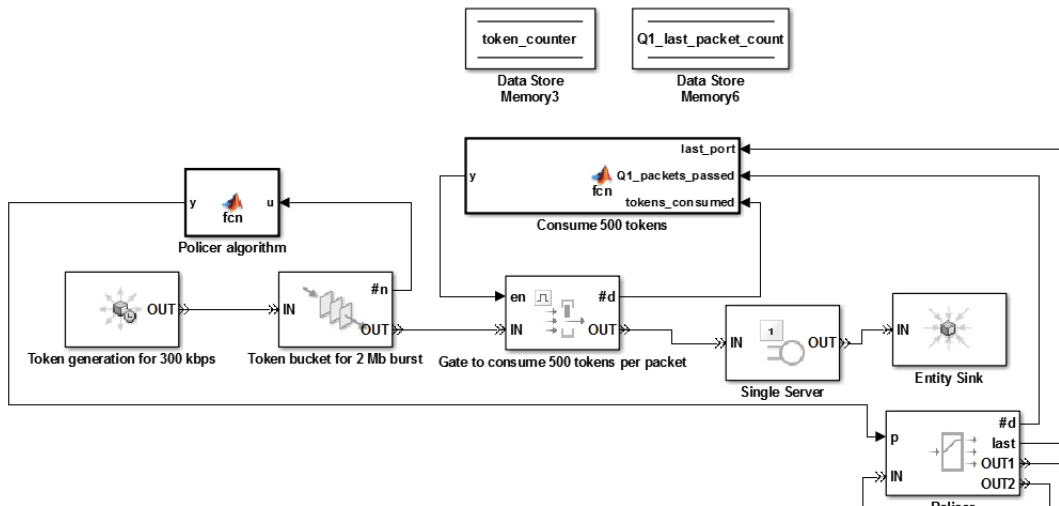 token_counter
Q1_last_packet_count
Data Store
Memory3
Data Store
Memory6
last_port
y
Q1_packets_passed
fcn
tokens_consumed
Consume 500 tokens
y
u
fcn
Policer algorithm
OUT
Token generation for 300 kbps
#n
IN
OUT
Token bucket for 2 Mb burst
en
#d
IN
OUT
Gate to consume 500 tokens per packet
1
IN
OUT
Single Server
IN
Entity Sink
#d
p
last
OUT1
IN
OUT2